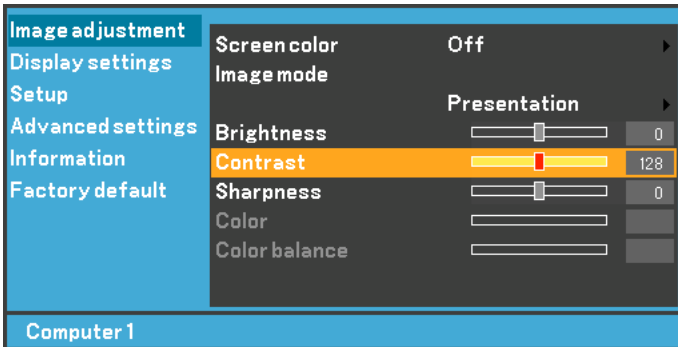 Image adjustment
Display settings
Setup
Advanced settings
Information
Factory default
Screen color Off
Image mode
Presentation
Brightness 0
Contrast 128
Sharpness 0
Color
Color balance
Computer 1